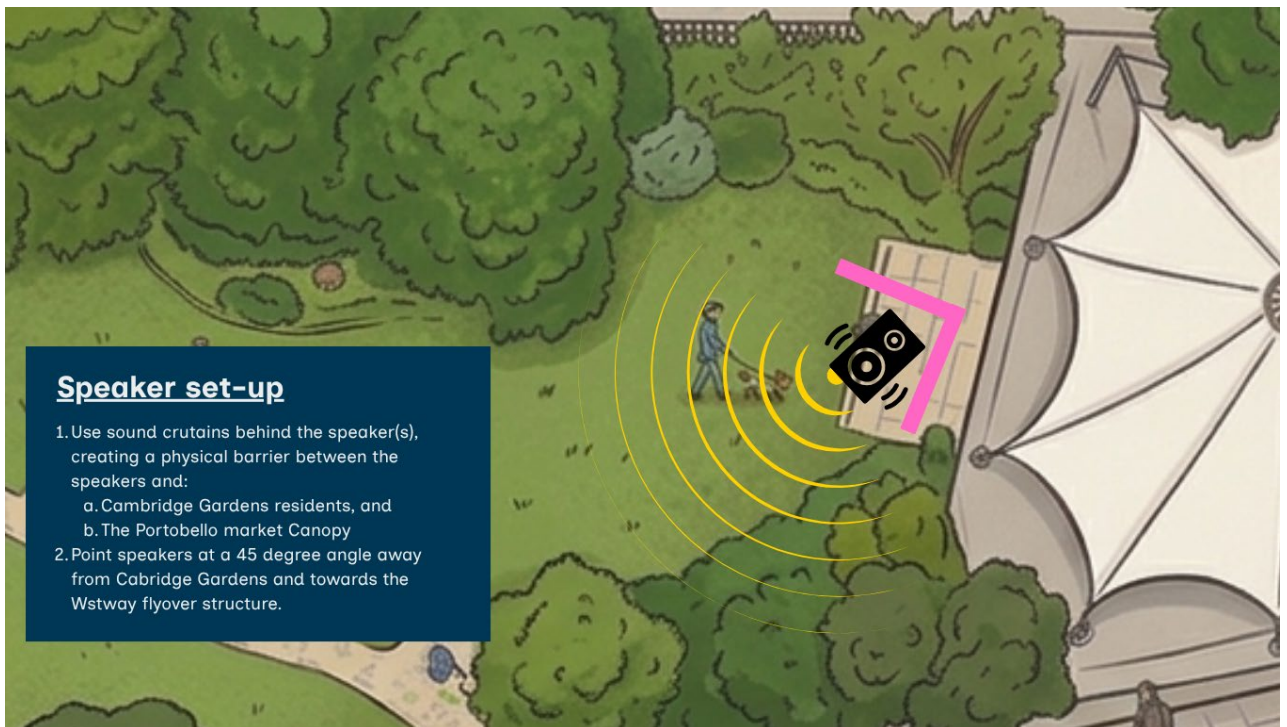 Speaker set-up
1. Use sound crutains behind the speaker(s),
creating a physical barrier between the
speakers and:
a. Cambridge Gardens residents, and
b. The Portobello market Canopy
2. Point speakers at a 45 degree angle away
from Cabridge Gardens and towards the
Wstway flyover structure.